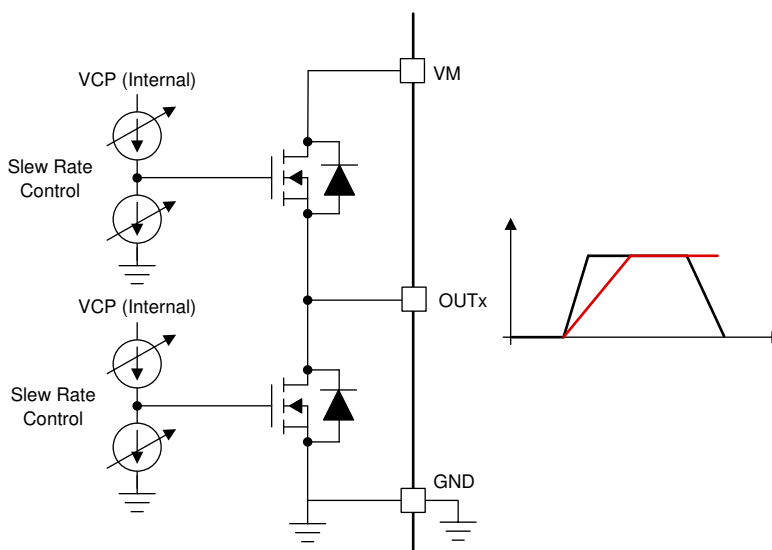 VCP (Internal)
VM
Slew Rate
Control
OUTx
VCP (Internal)
Slew Rate
Control
GND